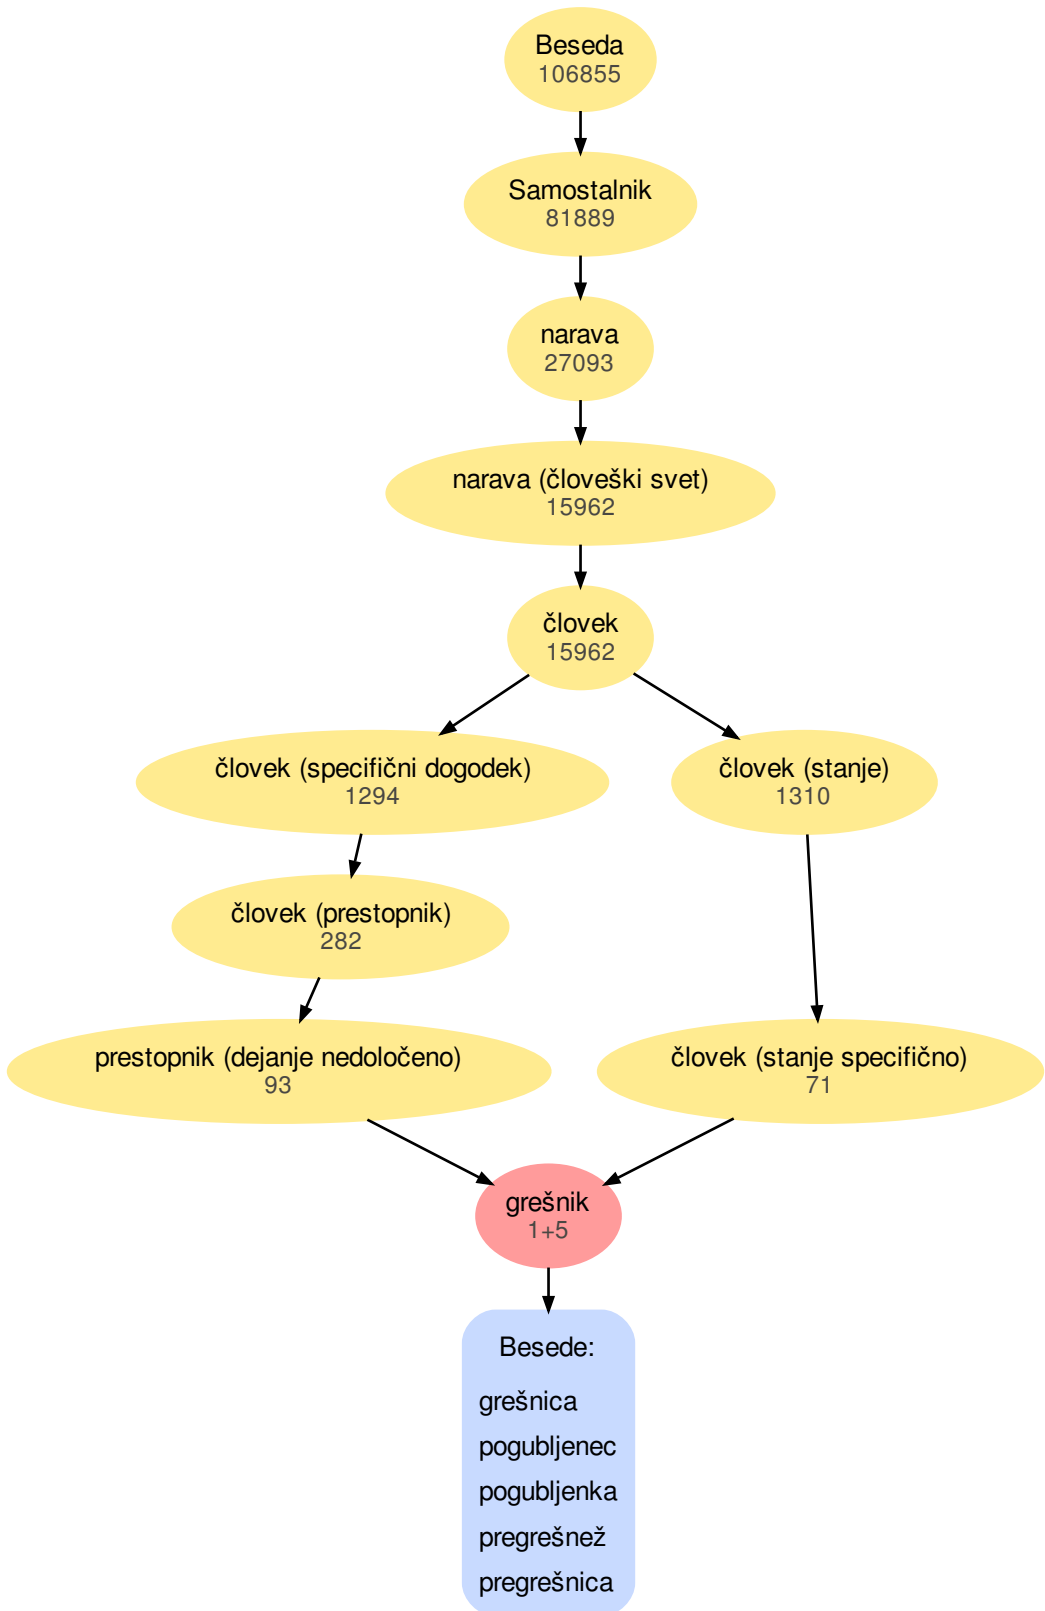 Beseda
106855
Samostalnik
81889
narava
27093
narava (človeški svet)
15962
človek
15962
človek (specifični dogodek)
1294
človek (stanje)
1310
človek (prestopnik)
282
prestopnik (dejanje nedoločeno)
93
človek (stanje specifično)
71
grešnik
1+5
Besede:
grešnica
pogubljenec
pogubljenka
pregrešnež
pregrešnica